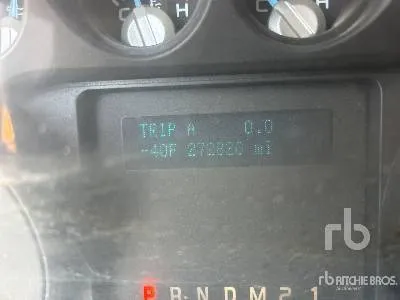 C H C H
TRIP A 0.0
-40F 272820 mi
P R N D M 2 1
rb
rb RITCHIE BROS.